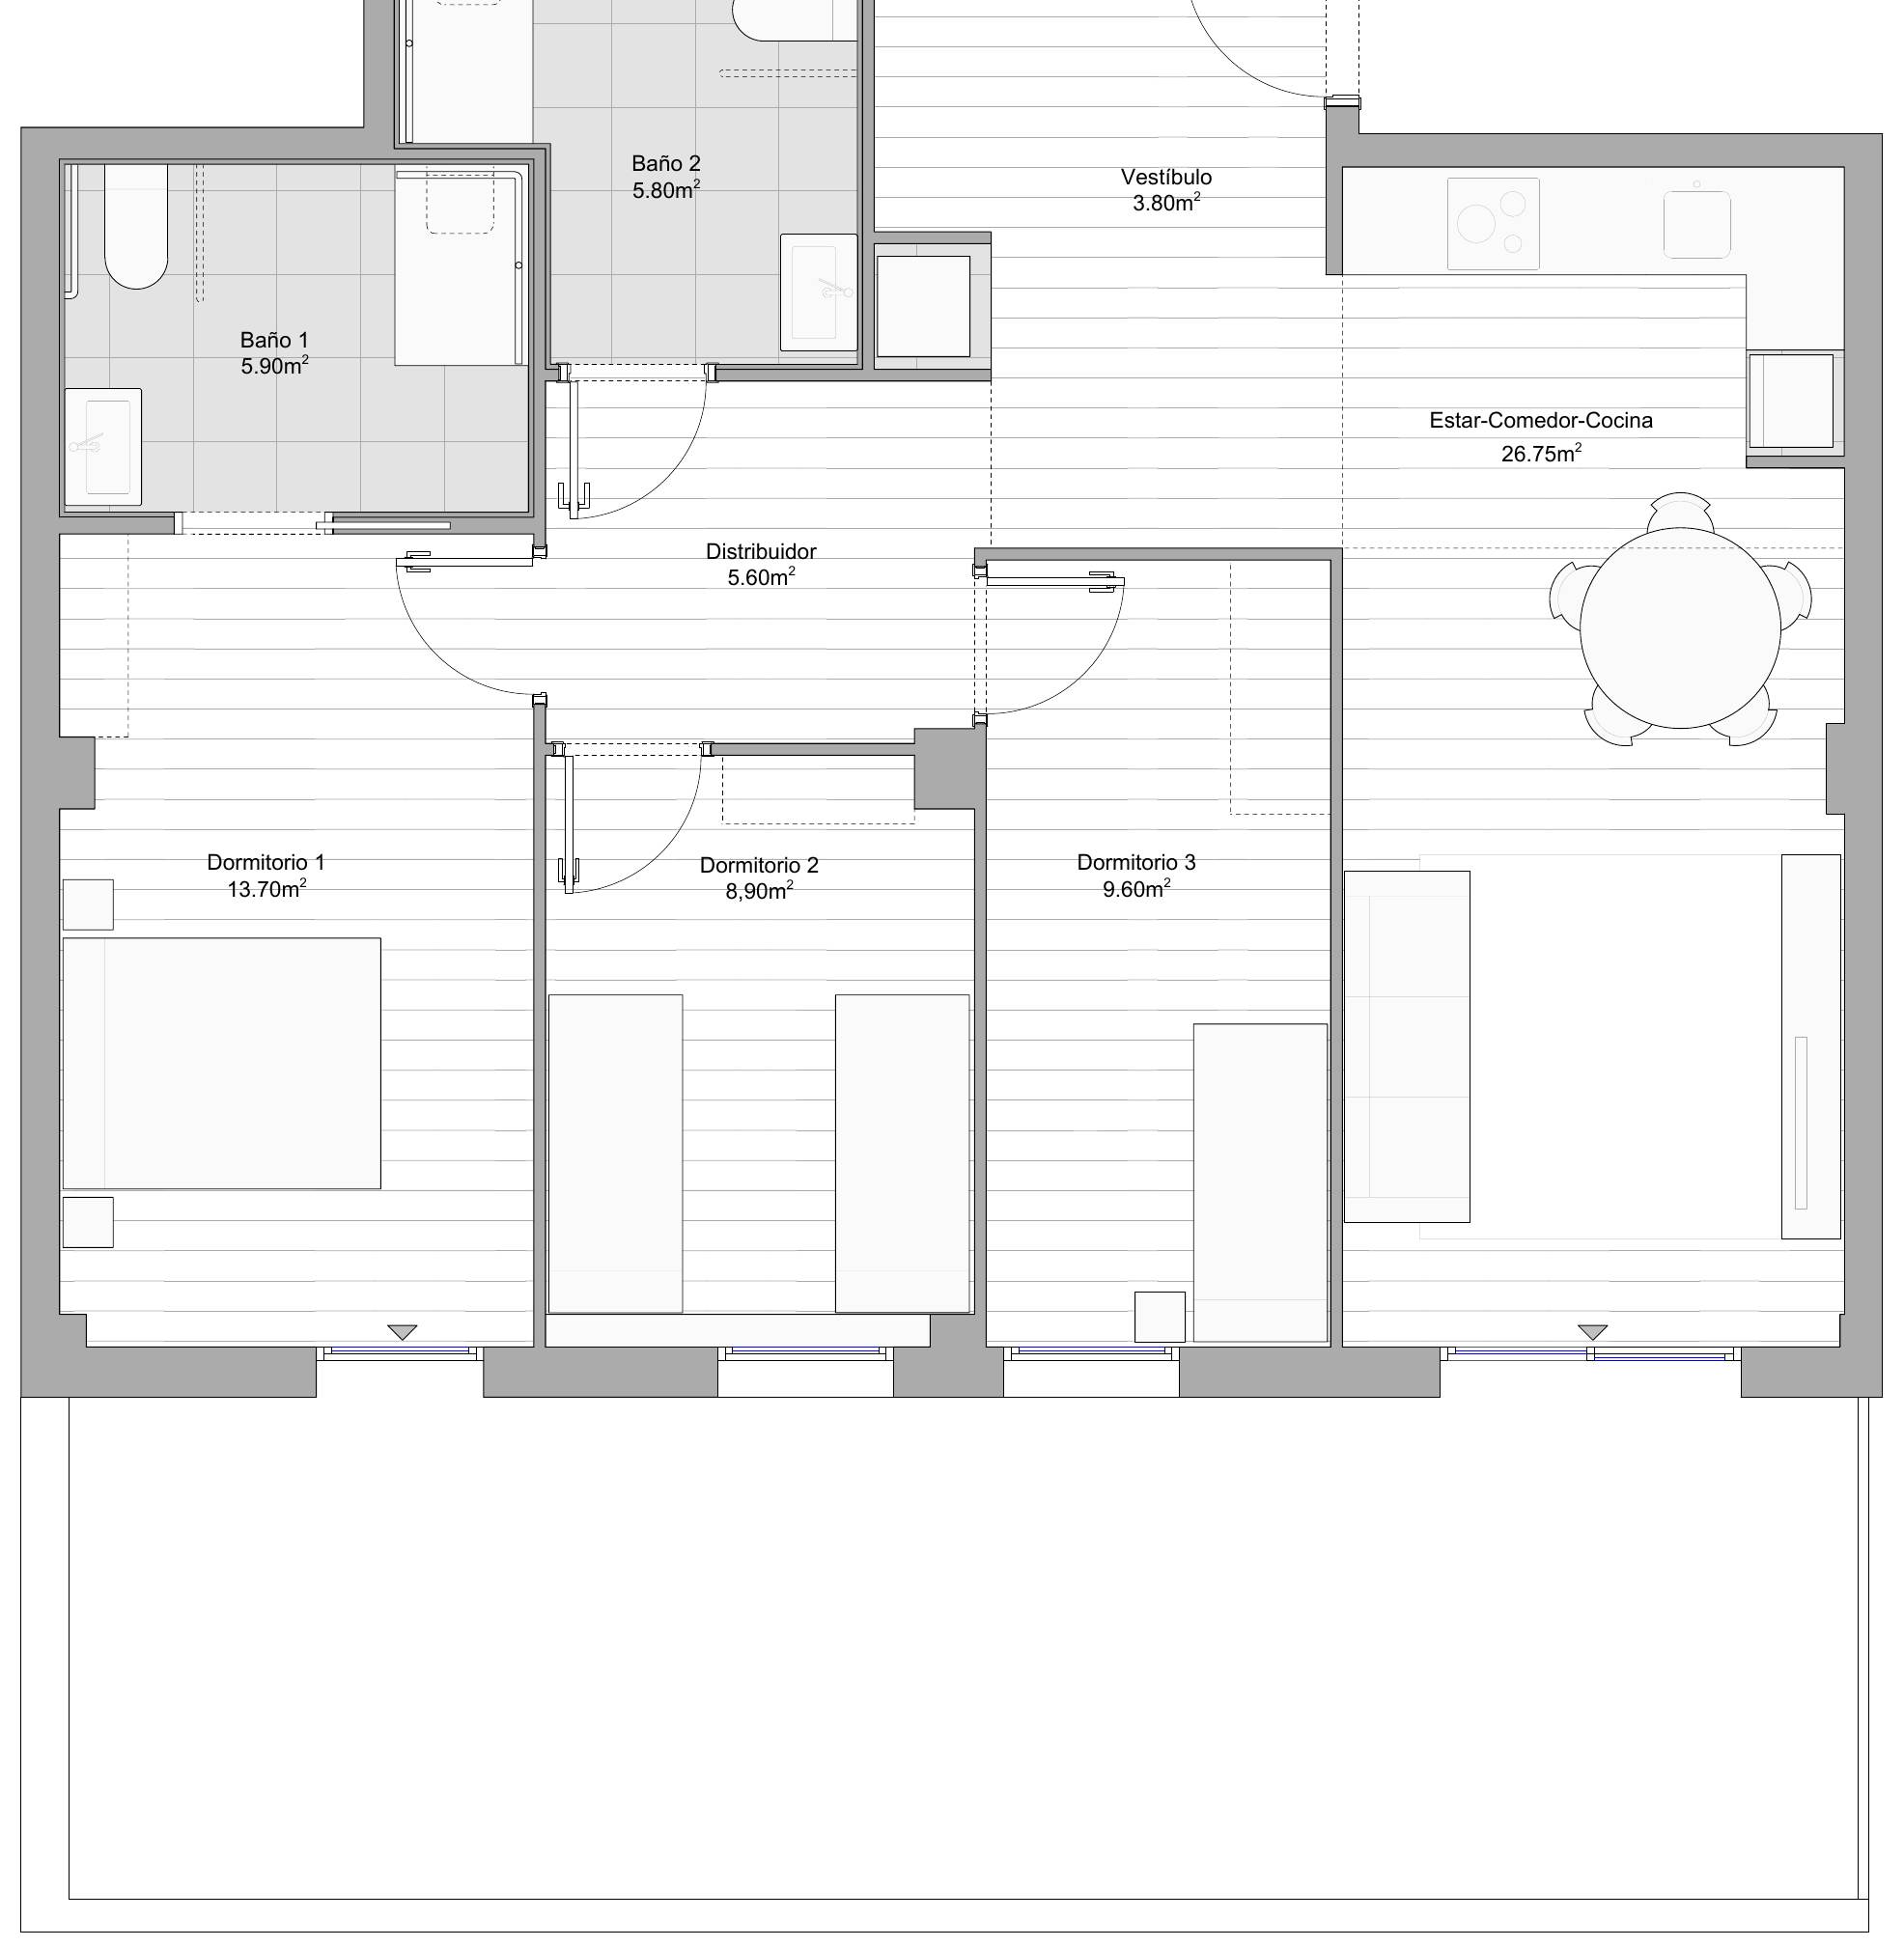 Baño 2
5.80m²
Vestíbulo
3.80m²
Baño 1
5.90m²
Estar-Comedor-Cocina
26.75m²
Distribuidor
5.60m²
Dormitorio 1
13.70m²
Dormitorio 2
8,90m²
Dormitorio 3
9.60m²